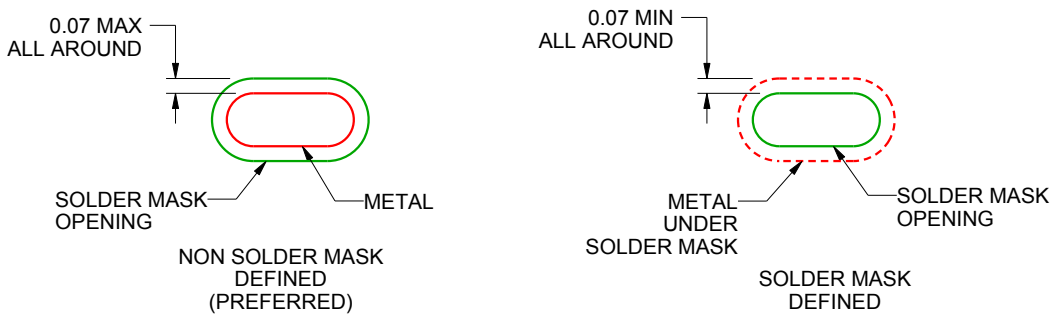 0.07 MAX
ALL AROUND
SOLDER MASK
OPENING
METAL
NON SOLDER MASK
DEFINED
(PREFERRED)
0.07 MIN
ALL AROUND
METAL
UNDER
SOLDER MASK
SOLDER MASK
OPENING
SOLDER MASK
DEFINED